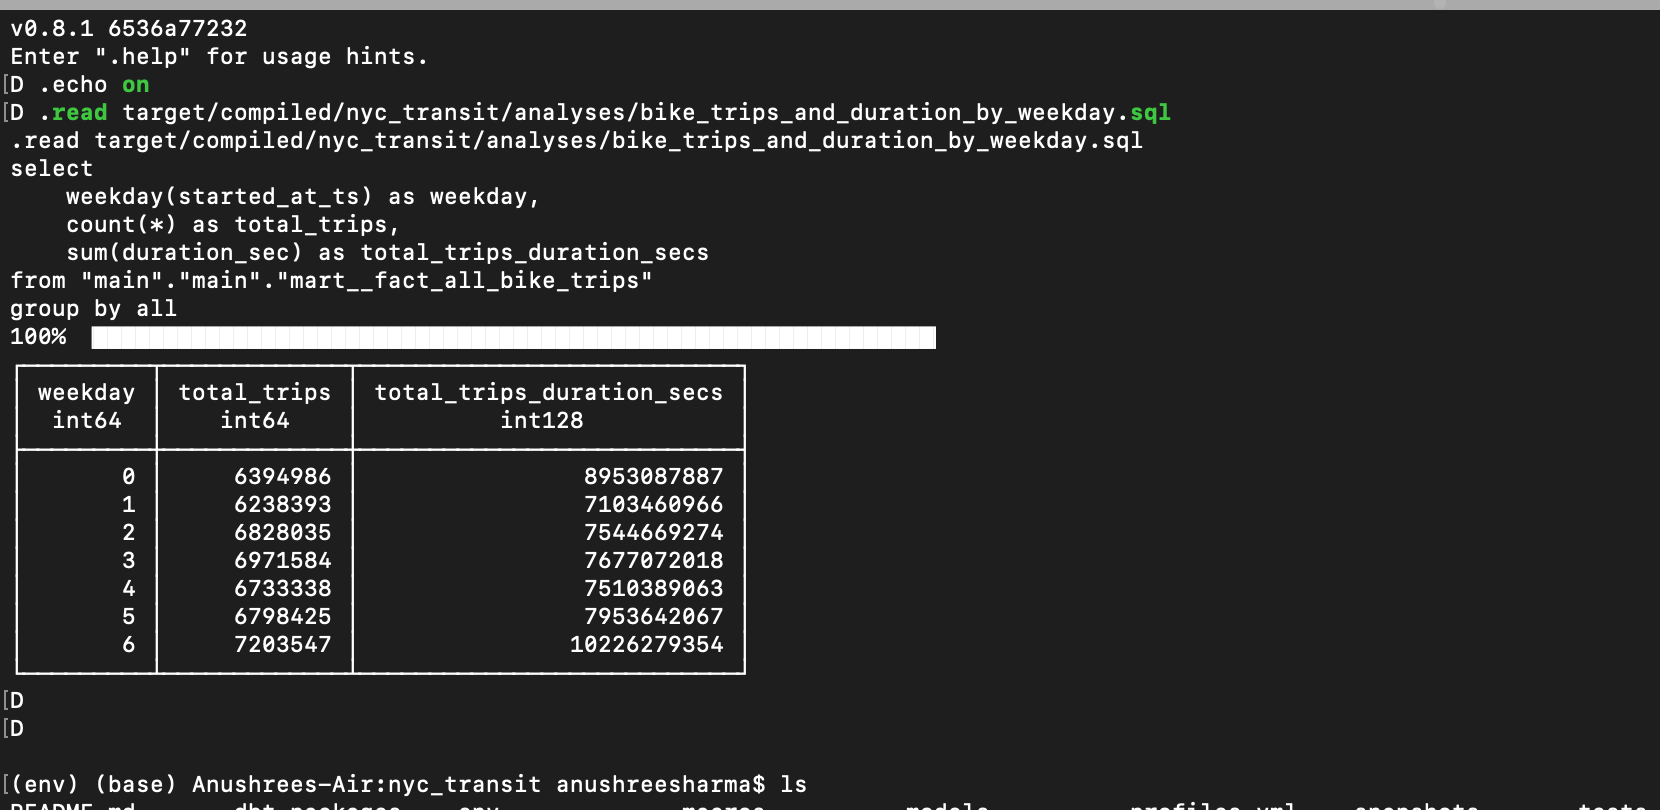 v0.8.1 6536a77232
Enter ".help" for usage hints.
[D .echo on
[D .read target/compiled/nyc_transit/analyses/bike_trips_and_duration_by_weekday.sql
.read target/compiled/nyc_transit/analyses/bike_trips_and_duration_by_weekday.sql
select
    weekday(started_at_ts) as weekday,
    count(*) as total_trips,
    sum(duration_sec) as total_trips_duration_secs
from "main"."main"."mart__fact_all_bike_trips"
group by all
100%
weekday total_trips total_trips_duration_secs
int64 int64 int128
0 6394986 8953087887
1 6238393 7103460966
2 6828035 7544669274
3 6971584 7677072018
4 6733338 7510389063
5 6798425 7953642067
6 7203547 10226279354
[D
[D
[(env) (base) Anushrees-Air:nyc_transit anushreesharma$ ls